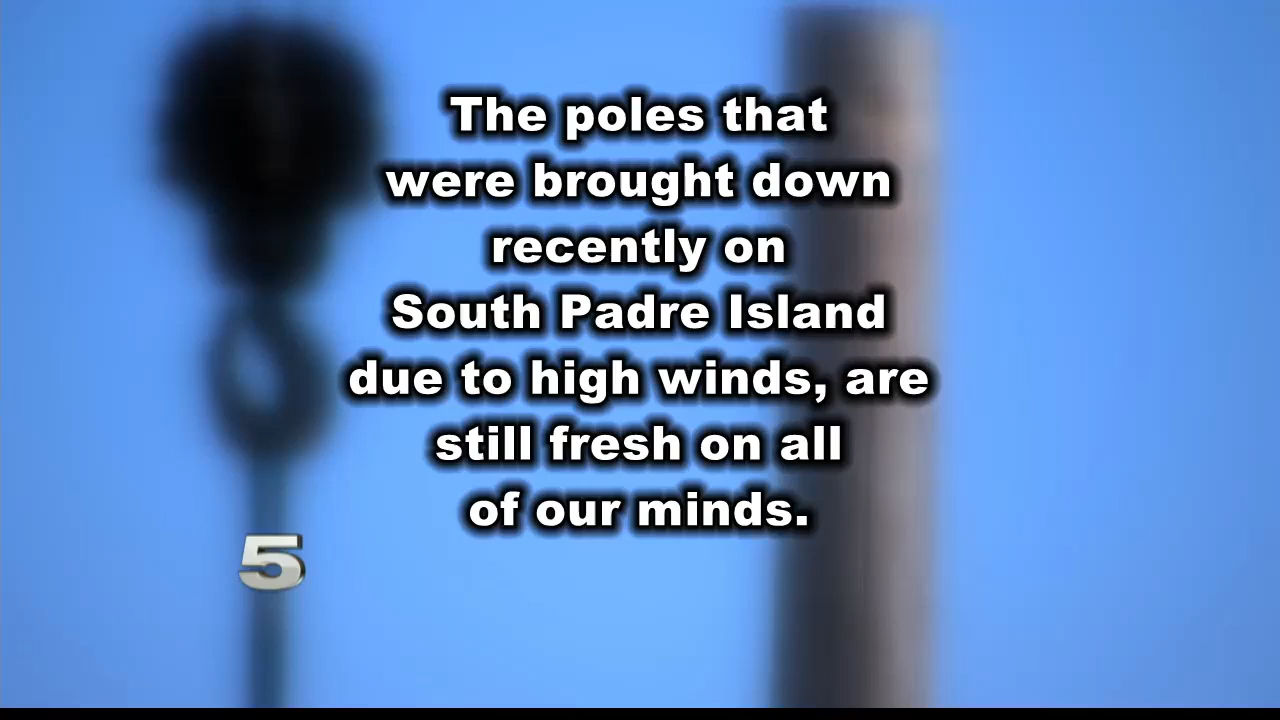 The poles that
were brought down
recently on
South Padre Island
due to high winds, are
still fresh on all
of our minds.
5